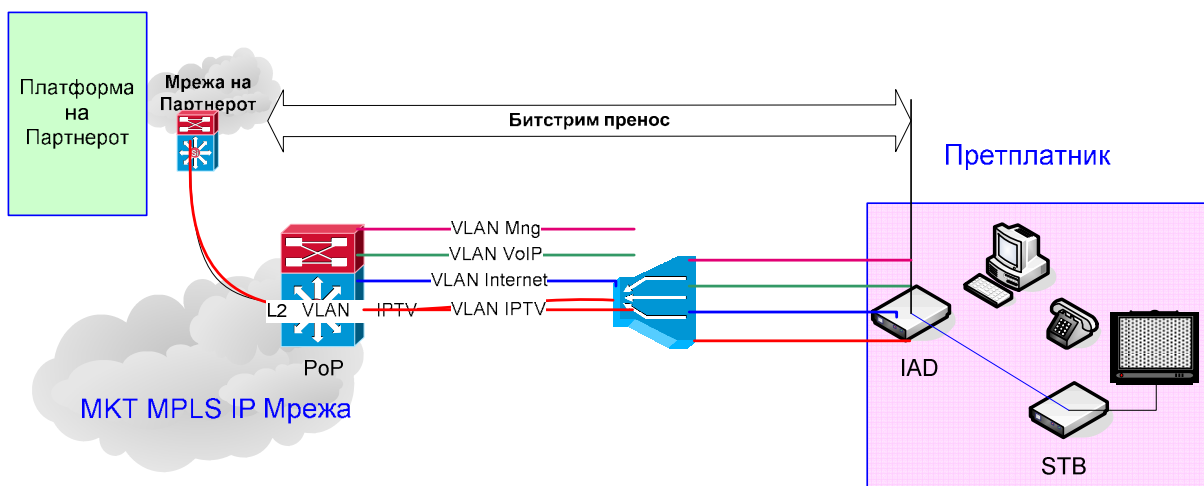 Платформа
на
Партнерот
Мрежа на
Партнерот
Битстрим пренос
Претплатник
VLAN Mng
VLAN VoIP
VLAN Internet
L2 VLAN IPTV
VLAN IPTV
PoP
IAD
МКТ MPLS IP Мрежа
STB